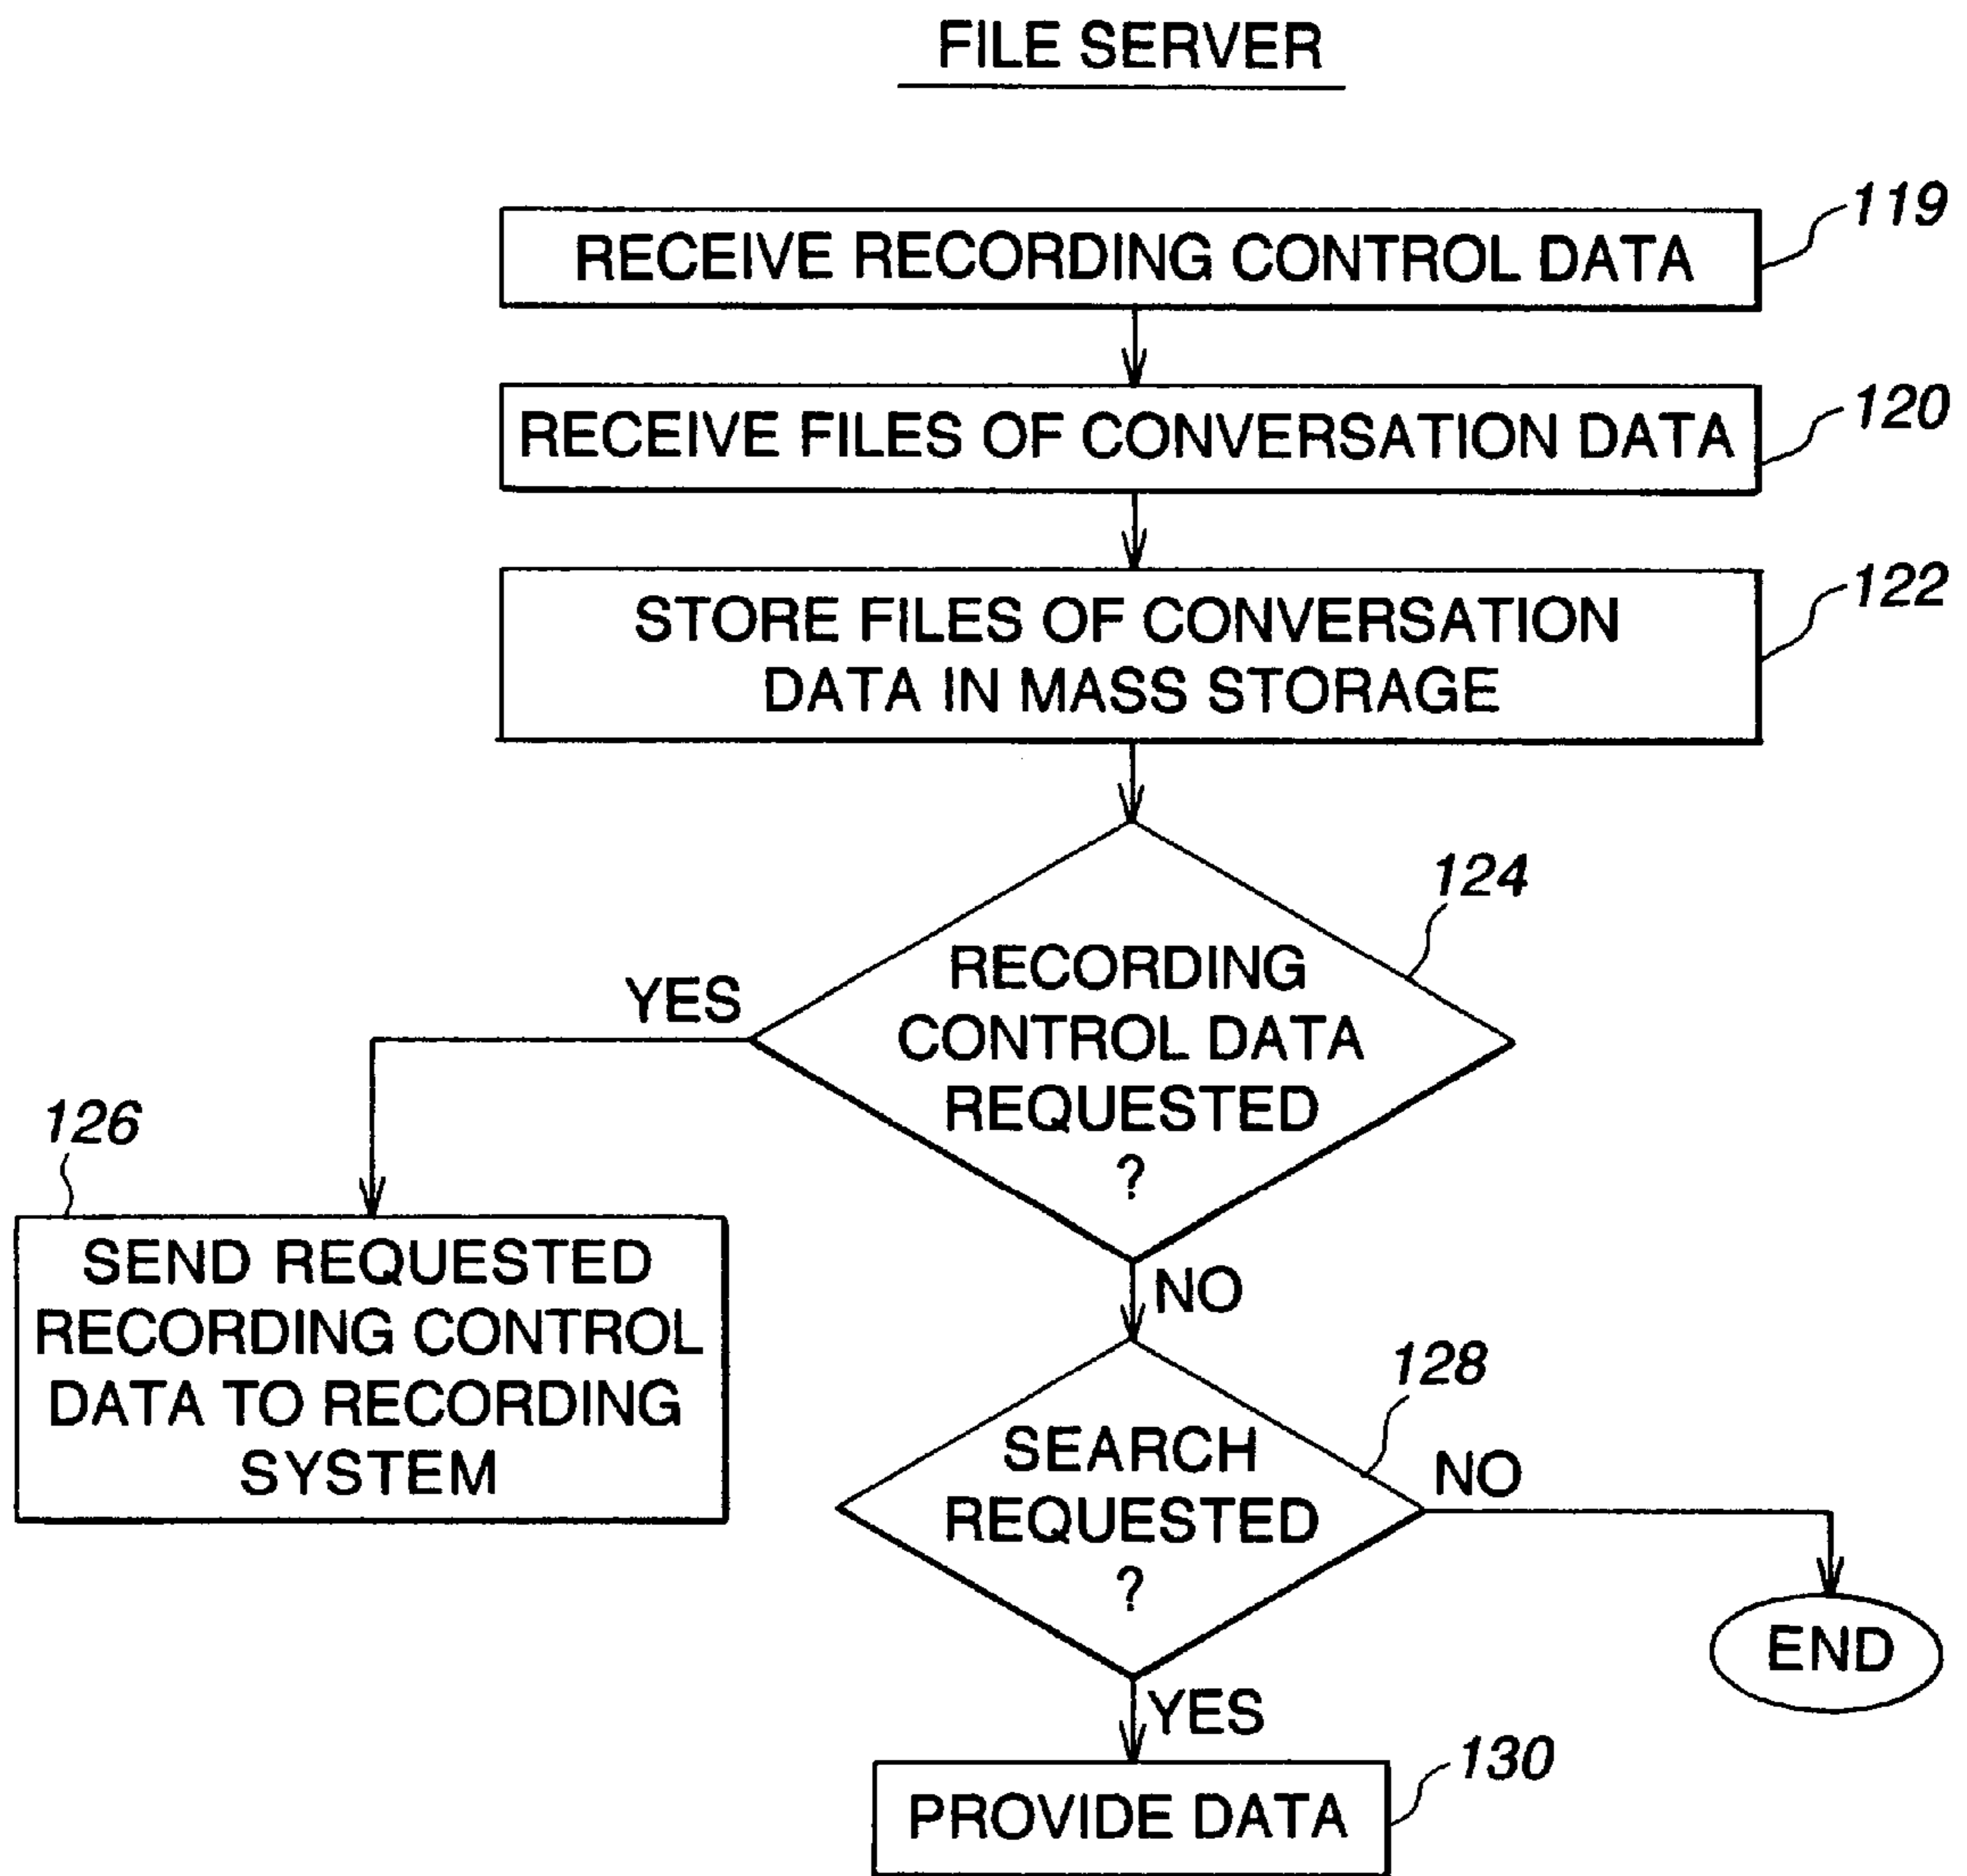 FILE SERVER
RECEIVE RECORDING CONTROL DATA
119
RECEIVE FILES OF CONVERSATION DATA
120
STORE FILES OF CONVERSATION
DATA IN MASS STORAGE
122
124
RECORDING
CONTROL DATA
REQUESTED
?
YES
126
SEND REQUESTED
RECORDING CONTROL
DATA TO RECORDING
SYSTEM
NO
128
SEARCH
REQUESTED
?
NO
END
YES
130
PROVIDE DATA